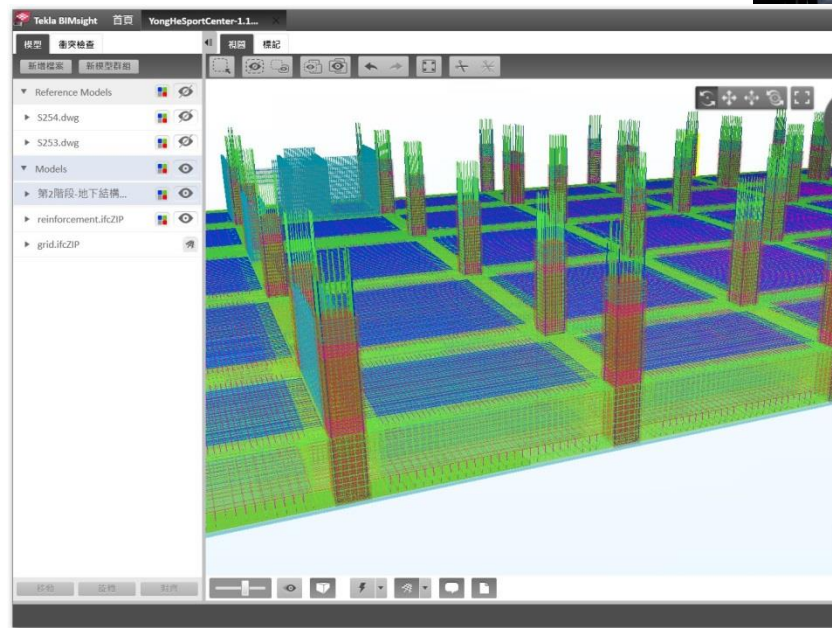 Tekla BIMsight 首頁 YongHeSportCenter-1.1...
模型 衝突檢查 視圖 標記
新增檔案 新模型群組
Reference Models
S254.dwg
S253.dwg
Models
第2階段-地下結構...
reinforcement.ifcZIP
grid.ifcZIP